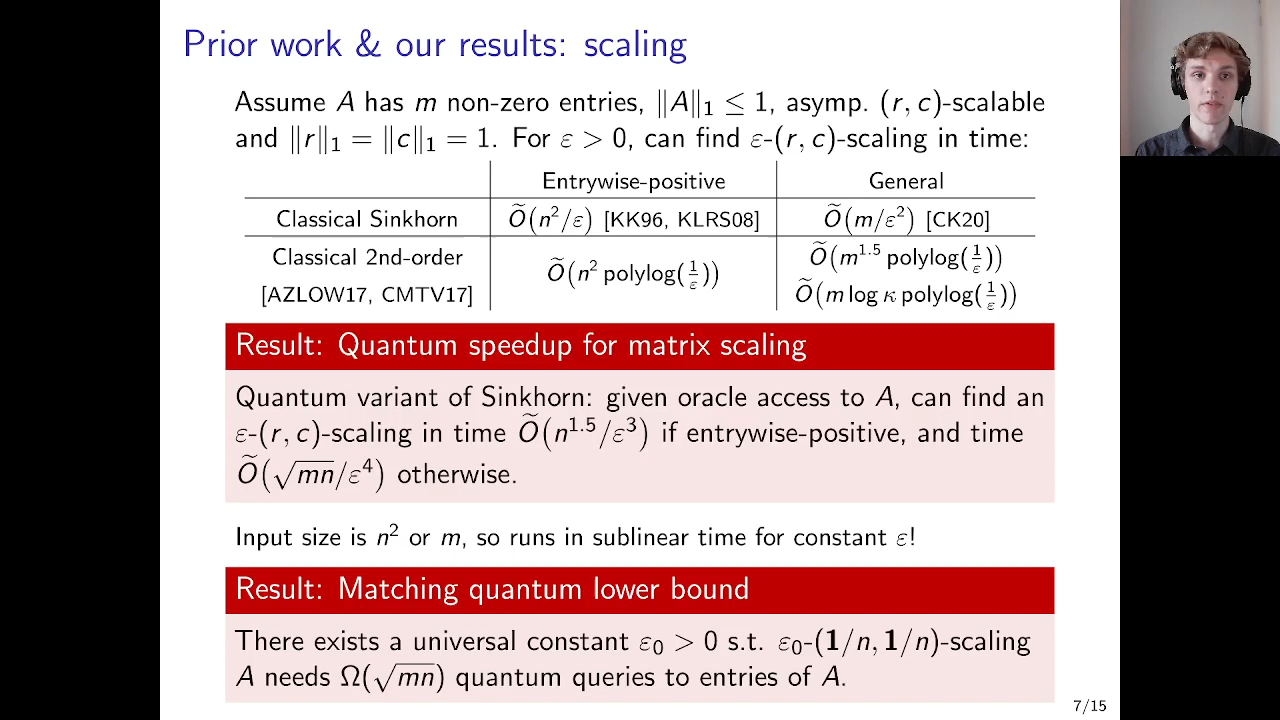 Prior work & our results: scaling
Assume A has m non-zero entries, ‖A‖₁ ≤ 1, asymp. (r, c)-scalable
and ‖r‖₁ = ‖c‖₁ = 1. For ε > 0, can find ε-(r, c)-scaling in time:
Entrywise-positive General
Classical Sinkhorn Õ(n²/ε) [KK96, KLRS08] Õ(m/ε²) [CK20]
Classical 2nd-order Õ(m^1.5 polylog(1/ε))
Õ(n² polylog(1/ε))
[AZLOW17, CMTV17] Õ(m log κ polylog(1/ε))
Result: Quantum speedup for matrix scaling
Quantum variant of Sinkhorn: given oracle access to A, can find an
ε-(r, c)-scaling in time Õ(n^1.5/ε³) if entrywise-positive, and time
Õ(√mn/ε⁴) otherwise.
Input size is n² or m, so runs in sublinear time for constant ε!
Result: Matching quantum lower bound
There exists a universal constant ε₀ > 0 s.t. ε₀-(1/n, 1/n)-scaling
A needs Ω(√mn) quantum queries to entries of A.
7/15